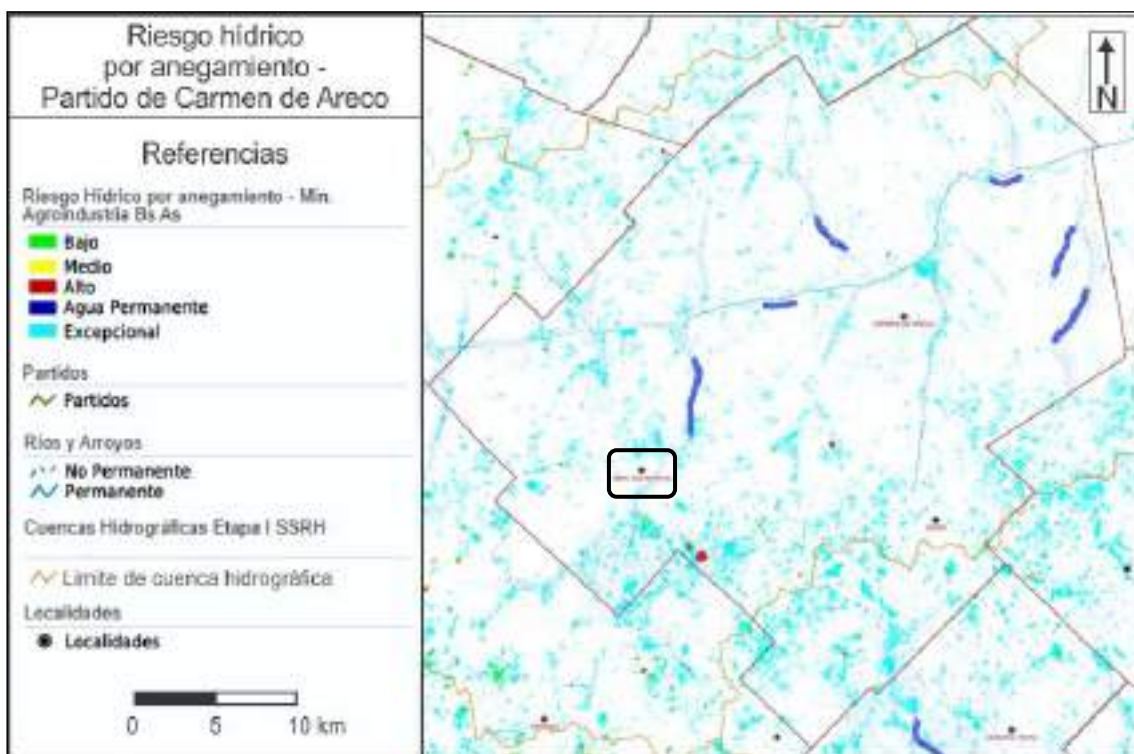 Riesgo hídrico
por anegamiento -
Partido de Carmen de Areco
Referencias
Riesgo Hídrico por anegamiento - Min.
Agroindustria Bs As
Bajo
Medio
Alto
Agua Permanente
Excepcional
Partidos
Partidos
Ríos y Arroyos
No Permanente
Permanente
Cuencas Hidrográficas Etapa I SSRH
Límite de cuenca hidrográfica
Localidades
Localidades
0 5 10 km
N